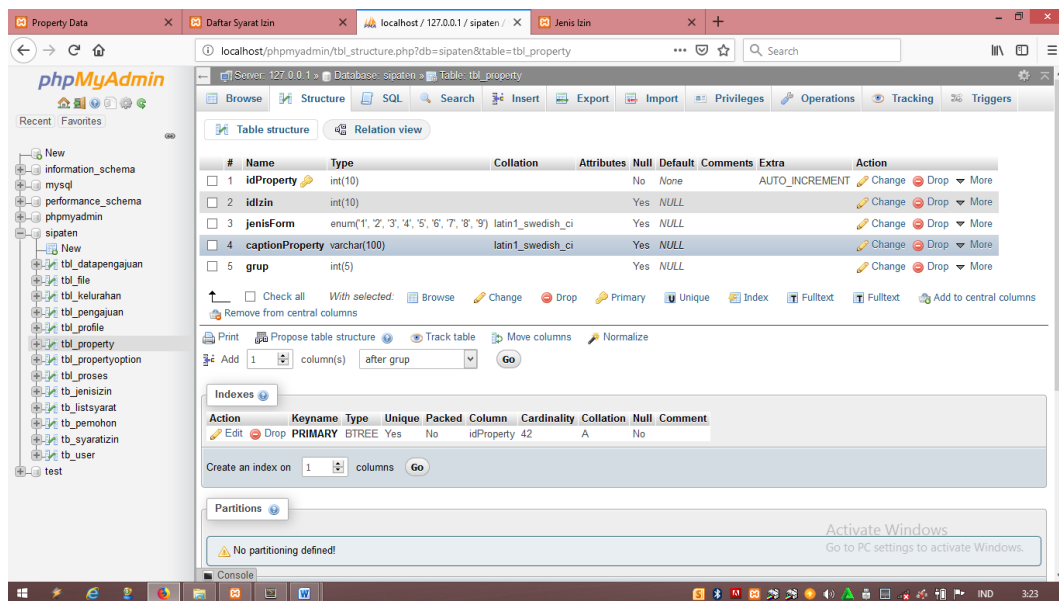 Property Data
Daftar Syarat Izin
localhost / 127.0.0.1 / sipaten /
Jenis Izin
localhost/phpmyadmin/tbl_structure.php?db=sipaten&table=tbl_property
Search
phpMyAdmin
Recent Favorites
New
information_schema
mysql
performance_schema
phpmyadmin
sipaten
New
tbl_datapengajuan
tbl_file
tbl_kelurahan
tbl_pengajuan
tbl_profile
tbl_property
tbl_propertyoption
tbl_proses
tb_jenisizin
tb_listsyarat
tb_pemohon
tb_syaratizin
tb_user
test
Server: 127.0.0.1 » Database: sipaten » Table: tbl_property
Browse Structure SQL Search Insert Export Import Privileges Operations Tracking Triggers
Table structure Relation view
# Name Type Collation Attributes Null Default Comments Extra Action
1 idProperty int(10) No None AUTO_INCREMENT Change Drop More
2 idIzin int(10) Yes NULL Change Drop More
3 jenisForm enum('1', '2', '3', '4', '5', '6', '7', '8', '9') latin1_swedish_ci Yes NULL Change Drop More
4 captionProperty varchar(100) latin1_swedish_ci Yes NULL Change Drop More
5 grup int(5) Yes NULL Change Drop More
Check all With selected: Browse Change Drop Primary Unique Index Fulltext Fulltext Add to central columns
Remove from central columns
Print Propose table structure Track table Move columns Normalize
Add 1 column(s) after grup Go
Indexes
Action Keyname Type Unique Packed Column Cardinality Collation Null Comment
Edit Drop PRIMARY BTREE Yes No idProperty 42 A No
Create an index on 1 columns Go
Partitions
No partitioning defined!
Activate Windows
Go to PC settings to activate Windows.
Console
IND 3:23